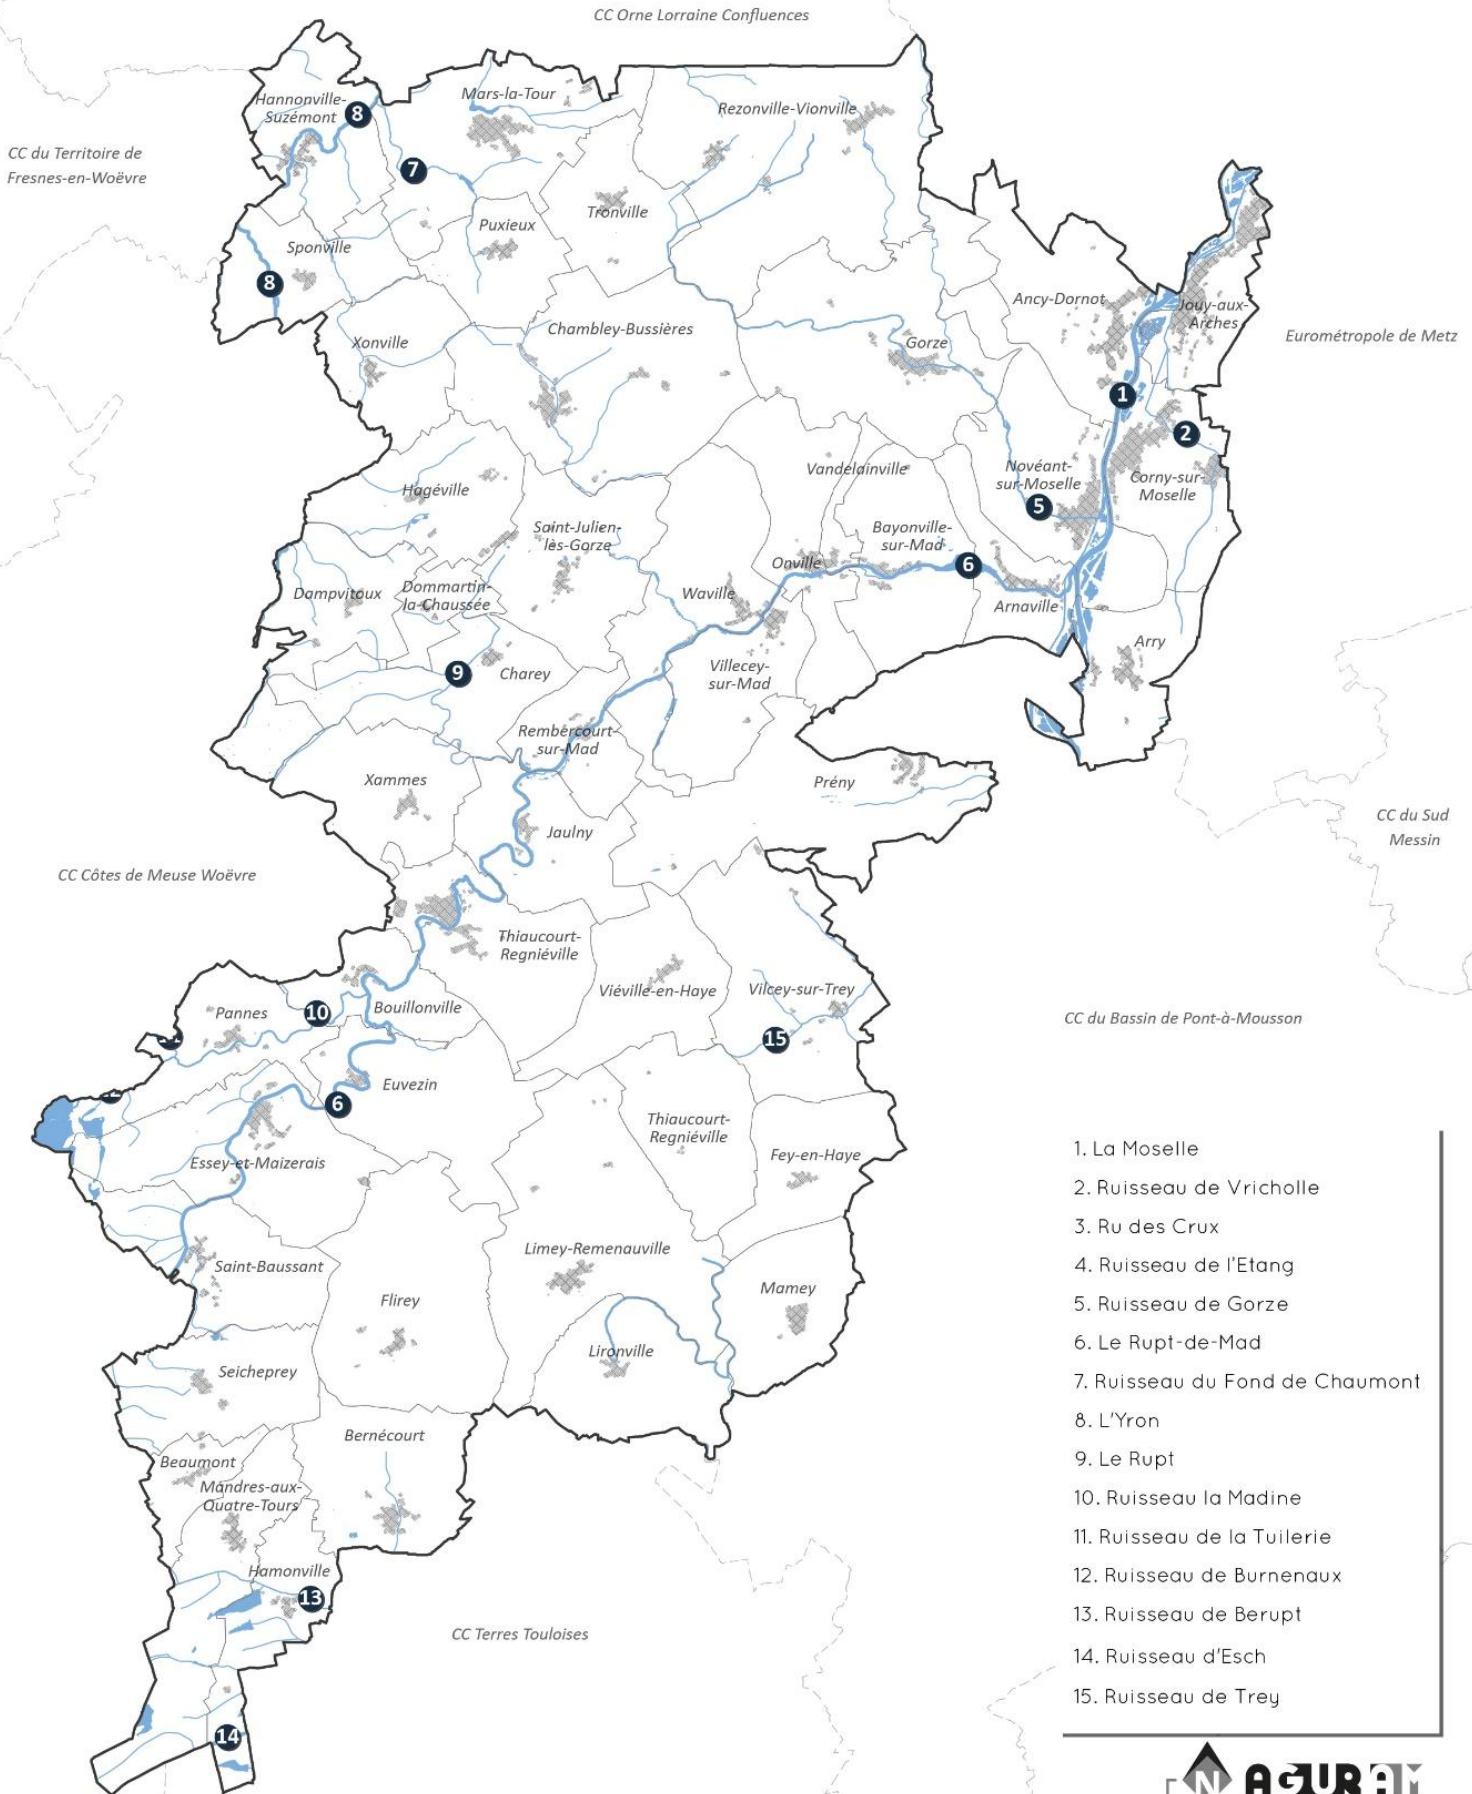 CC Orne Lorraine Confluences
Hannonville-
Suzémont
8
Mars-la-Tour
Rezonville-Vionville
CC du Territoire de
Fresnes-en-Woëvre
7
Tronville
Puxieux
Sponville
8
Ancy-Dornot
Jouy-aux-
Arches
Chambley-Bussières
Xonville
Gorze
Eurométropole de Metz
1
2
Vandelainville
Novéant-
sur-Moselle
Corny-sur-
Moselle
Hagéville
5
Saint-Julien-
lès-Gorze
Bayonville-
sur-Mad
Onville
6
Dampvitoux
Dommartin-
la-Chaussée
Waville
Arnaville
Arry
9
Charey
Villecey-
sur-Mad
Rembercourt-
sur-Mad
Xammes
Prény
Jaulny
CC du Sud
Messin
CC Côtes de Meuse Woëvre
Thiaucourt-
Regniéville
Viéville-en-Haye
Vilcey-sur-Trey
Pannes
10
Bouillonville
CC du Bassin de Pont-à-Mousson
15
Euvezin
6
Thiaucourt-
Regniéville
Fey-en-Haye
Essey-et-Maizerais
Limey-Remenauville
Saint-Baussant
Mamey
Flirey
Lironville
Seicheprey
Bernécourt
Beaumont
Mandres-aux-
Quatre-Tours
Hamonville
13
CC Terres Touloises
14
1. La Moselle
2. Ruisseau de Vricholle
3. Ru des Crux
4. Ruisseau de l'Etang
5. Ruisseau de Gorze
6. Le Rupt-de-Mad
7. Ruisseau du Fond de Chaumont
8. L'Yron
9. Le Rupt
10. Ruisseau la Madine
11. Ruisseau de la Tuilerie
12. Ruisseau de Burnenaux
13. Ruisseau de Berupt
14. Ruisseau d'Esch
15. Ruisseau de Trey
N
AGURAM